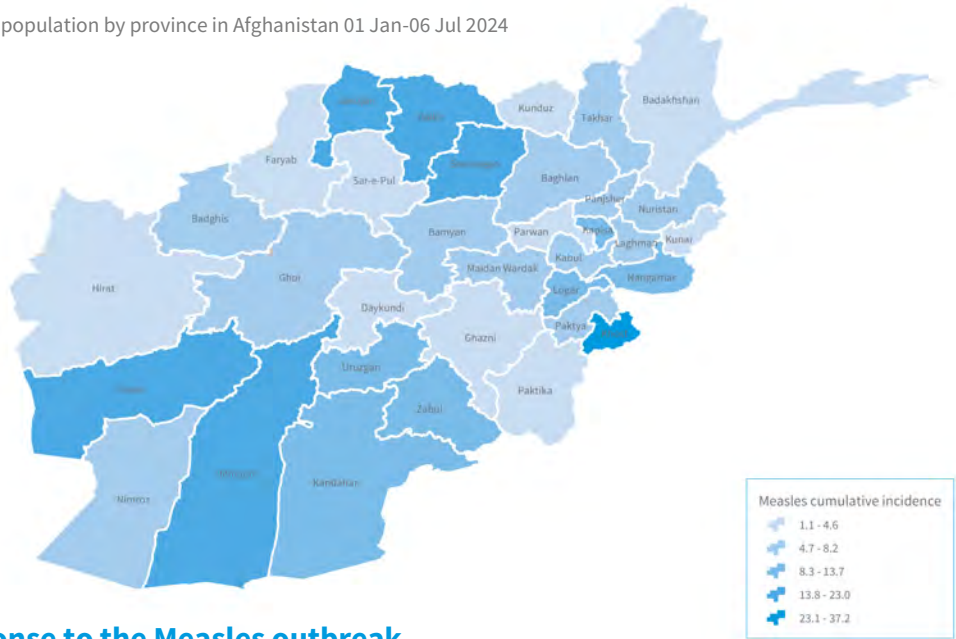 population by province in Afghanistan 01 Jan-06 Jul 2024
Badakhshan
Kunduz
Takhar
Faryab
Sar-e-Pul
Baghlan
Panjsher
Nuristan
Badghis
Bamyan
Parwan
Kapisa
Laghman
Kunar
Kabul
Maidan Wardak
Nangarhar
Ghor
Hirat
Logar
Daykundi
Paktya
Ghazni
Uruzgan
Paktika
Zabul
Kandahar
Nimroz
Measles cumulative incidence
1.1 - 4.6
4.7 - 8.2
8.3 - 13.7
13.8 - 23.0
23.1 - 37.2
onse to the Measles outbreak